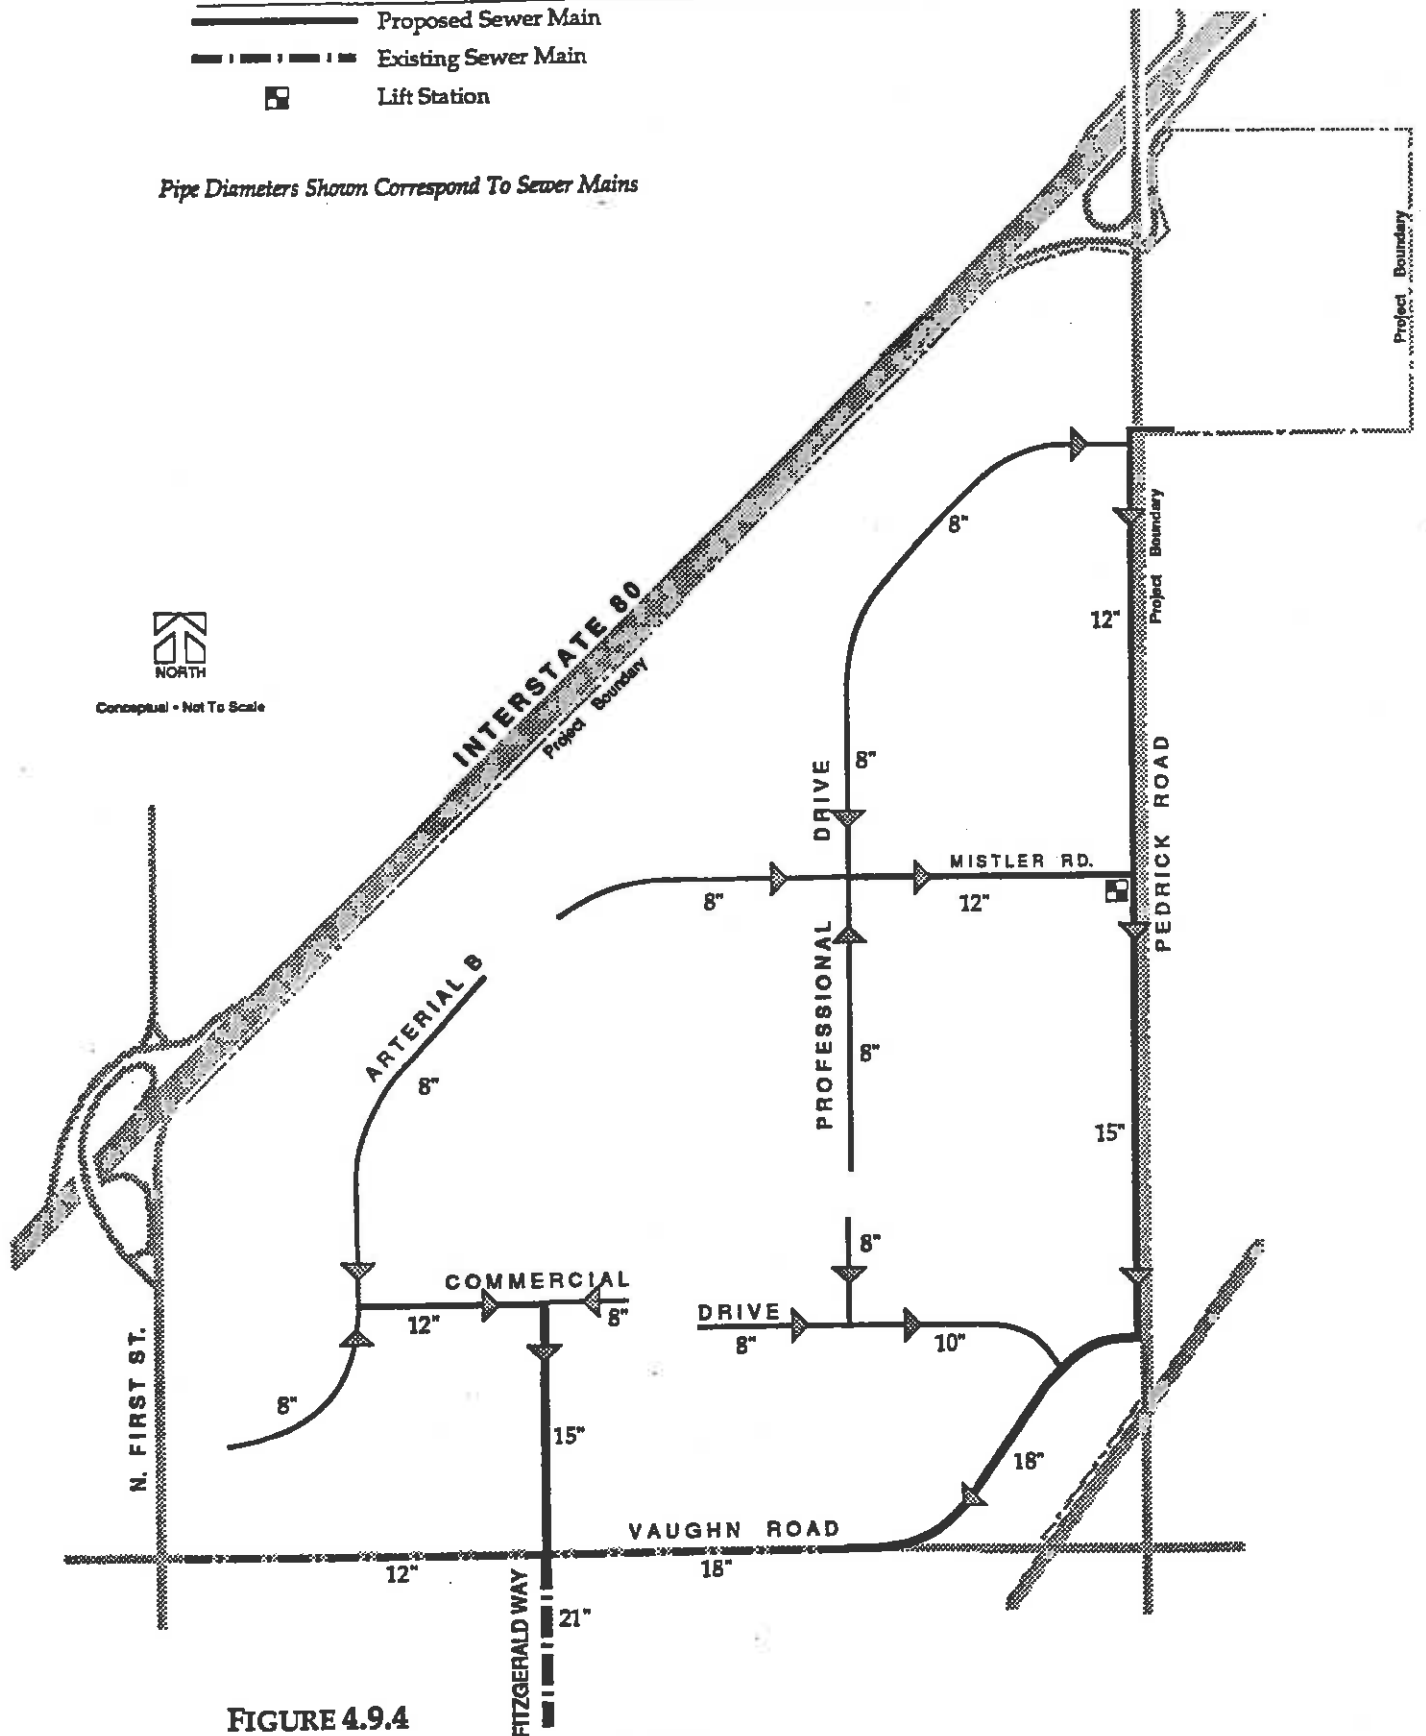 Proposed Sewer Main
Existing Sewer Main
Lift Station
Pipe Diameters Shown Correspond To Sewer Mains
Project Boundary
8"
Project Boundary
12"
INTERSTATE 80
Project Boundary
NORTH
Conceptual • Not To Scale
8"
PROFESSIONAL DRIVE
MISTLER RD.
8"
12"
PEDRICK ROAD
ARTERIAL B
8"
8"
15"
8"
COMMERCIAL
12"
8"
DRIVE
8"
10"
N. FIRST ST.
8"
15"
18"
VAUGHN ROAD
12"
18"
FITZGERALD WAY
21"
FIGURE 4.9.4